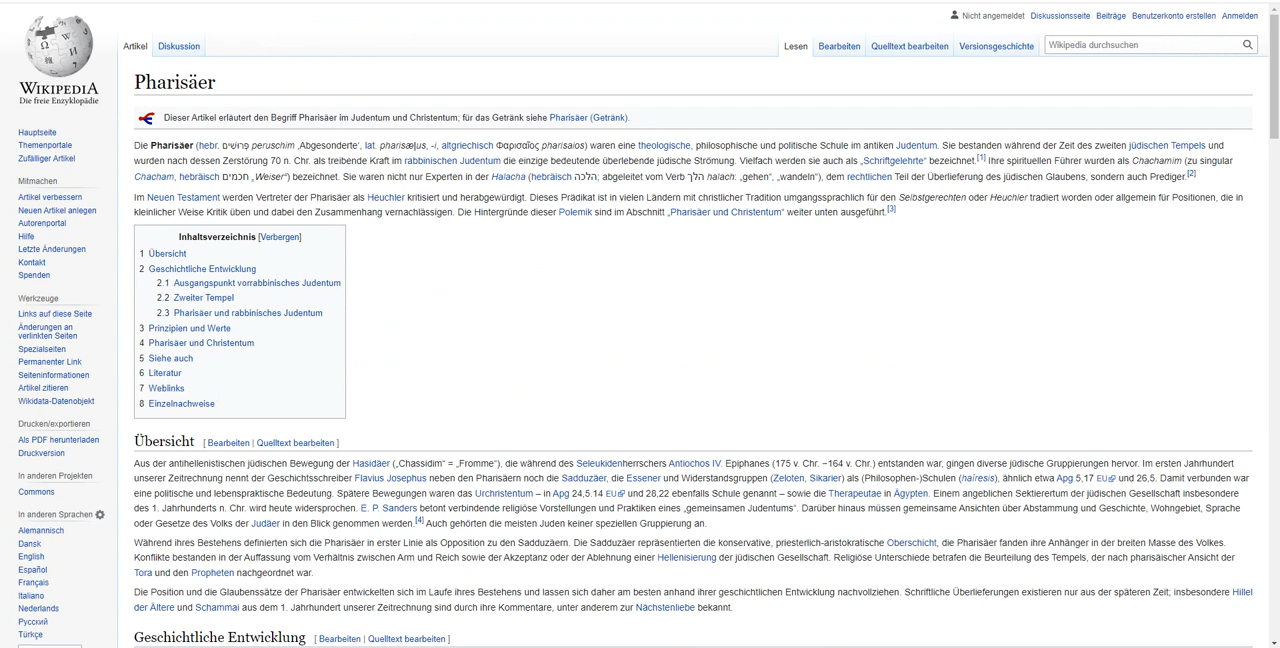 Nicht angemeldet Diskussionsseite Beiträge Benutzerkonto erstellen Anmelden
Artikel Diskussion Lesen Bearbeiten Quelltext bearbeiten Versionsgeschichte Wikipedia durchsuchen
WIKIPEDIA
Die freie Enzyklopädie
Hauptseite
Themenportale
Zufälliger Artikel
Mitmachen
Artikel verbessern
Neuen Artikel anlegen
Autorenportal
Hilfe
Letzte Änderungen
Kontakt
Spenden
Werkzeuge
Links auf diese Seite
Änderungen an
verlinkten Seiten
Spezialseiten
Permanenter Link
Seiteninformationen
Artikel zitieren
Wikidata-Datenobjekt
Drucken/exportieren
Als PDF herunterladen
Druckversion
In anderen Projekten
Commons
In anderen Sprachen
Alemannisch
Dansk
English
Español
Français
Italiano
Nederlands
Русский
Türkçe
Pharisäer
Dieser Artikel erläutert den Begriff Pharisäer im Judentum und Christentum; für das Getränk siehe Pharisäer (Getränk).
Die Pharisäer (hebr. פְּרוּשִׁים peruschim ‚Abgesonderte‘, lat. pharisæ|us, -i, altgriechisch Φαρισαῖος pharisaios) waren eine theologische, philosophische und politische Schule im antiken Judentum. Sie bestanden während der Zeit des zweiten jüdischen Tempels und
wurden nach dessen Zerstörung 70 n. Chr. als treibende Kraft im rabbinischen Judentum die einzige bedeutende überlebende jüdische Strömung. Vielfach werden sie auch als „Schriftgelehrte“ bezeichnet.[1] Ihre spirituellen Führer wurden als Chachamim (zu singular
Chacham, hebräisch חכמים „Weiser“) bezeichnet. Sie waren nicht nur Experten in der Halacha (hebräisch הלכה; abgeleitet vom Verb הלך halach: „gehen“, „wandeln“), dem rechtlichen Teil der Überlieferung des jüdischen Glaubens, sondern auch Prediger.[2]
Im Neuen Testament werden Vertreter der Pharisäer als Heuchler kritisiert und herabgewürdigt. Dieses Prädikat ist in vielen Ländern mit christlicher Tradition umgangssprachlich für den Selbstgerechten oder Heuchler tradiert worden oder allgemein für Positionen, die in
kleinlicher Weise Kritik üben und dabei den Zusammenhang vernachlässigen. Die Hintergründe dieser Polemik sind im Abschnitt „Pharisäer und Christentum“ weiter unten ausgeführt.[3]
Inhaltsverzeichnis [Verbergen]
1 Übersicht
2 Geschichtliche Entwicklung
2.1 Ausgangspunkt vorrabbinisches Judentum
2.2 Zweiter Tempel
2.3 Pharisäer und rabbinisches Judentum
3 Prinzipien und Werte
4 Pharisäer und Christentum
5 Siehe auch
6 Literatur
7 Weblinks
8 Einzelnachweise
Übersicht [ Bearbeiten | Quelltext bearbeiten ]
Aus der antihellenistischen jüdischen Bewegung der Hasidäer („Chassidim“ = „Fromme“), die während des Seleukidenherrschers Antiochos IV. Epiphanes (175 v. Chr. –164 v. Chr.) entstanden war, gingen diverse jüdische Gruppierungen hervor. Im ersten Jahrhundert
unserer Zeitrechnung nennt der Geschichtsschreiber Flavius Josephus neben den Pharisäern noch die Sadduzäer, die Essener und Widerstandsgruppen (Zeloten, Sikarier) als (Philosophen-)Schulen (haíresis), ähnlich etwa Apg 5,17 EU und 26,5. Damit verbunden war
eine politische und lebenspraktische Bedeutung. Spätere Bewegungen waren das Urchristentum – in Apg 24,5.14 EU und 28,22 ebenfalls Schule genannt – sowie die Therapeutae in Ägypten. Einem angeblichen Sektierertum der jüdischen Gesellschaft insbesondere
des 1. Jahrhunderts n. Chr. wird heute widersprochen. E. P. Sanders betont verbindende religiöse Vorstellungen und Praktiken eines „gemeinsamen Judentums“. Darüber hinaus müssen gemeinsame Ansichten über Abstammung und Geschichte, Wohngebiet, Sprache
oder Gesetze des Volks der Judäer in den Blick genommen werden.[4] Auch gehörten die meisten Juden keiner speziellen Gruppierung an.
Während ihres Bestehens definierten sich die Pharisäer in erster Linie als Opposition zu den Sadduzäern. Die Sadduzäer repräsentierten die konservative, priesterlich-aristokratische Oberschicht, die Pharisäer fanden ihre Anhänger in der breiten Masse des Volkes.
Konflikte bestanden in der Auffassung vom Verhältnis zwischen Arm und Reich sowie der Akzeptanz oder der Ablehnung einer Hellenisierung der jüdischen Gesellschaft. Religiöse Unterschiede betrafen die Beurteilung des Tempels, der nach pharisäischer Ansicht der
Tora und den Propheten nachgeordnet war.
Die Position und die Glaubenssätze der Pharisäer entwickelten sich im Laufe ihres Bestehens und lassen sich daher am besten anhand ihrer geschichtlichen Entwicklung nachvollziehen. Schriftliche Überlieferungen existieren nur aus der späteren Zeit; insbesondere Hillel
der Ältere und Schammai aus dem 1. Jahrhundert unserer Zeitrechnung sind durch ihre Kommentare, unter anderem zur Nächstenliebe bekannt.
Geschichtliche Entwicklung [ Bearbeiten | Quelltext bearbeiten ]